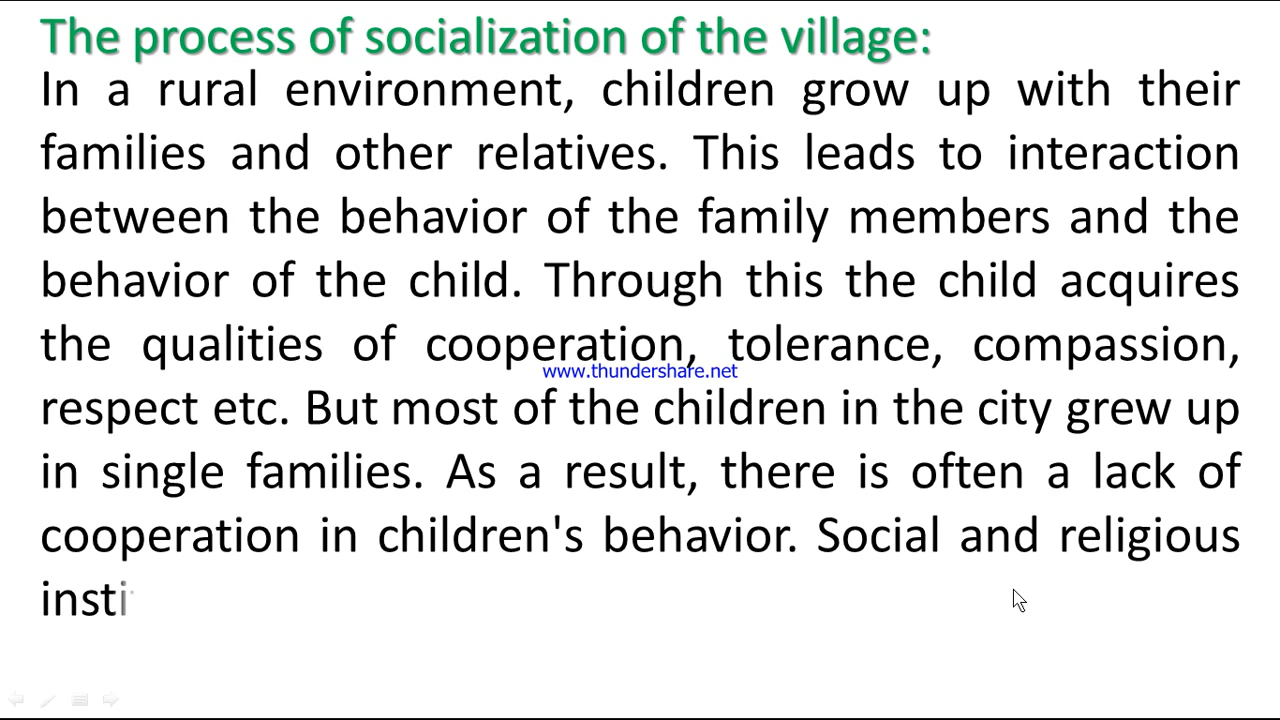 The process of socialization of the village:
In a rural environment, children grow up with their
families and other relatives. This leads to interaction
between the behavior of the family members and the
behavior of the child. Through this the child acquires
the qualities of cooperation, tolerance, compassion,
www.thundershare.net
respect etc. But most of the children in the city grew up
in single families. As a result, there is often a lack of
cooperation in children's behavior. Social and religious
insti